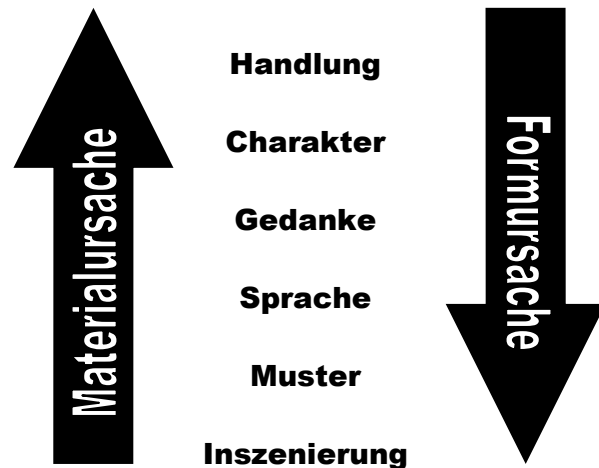 Materialursache
Handlung
Charakter
Gedanke
Sprache
Muster
Inszenierung
Formursache